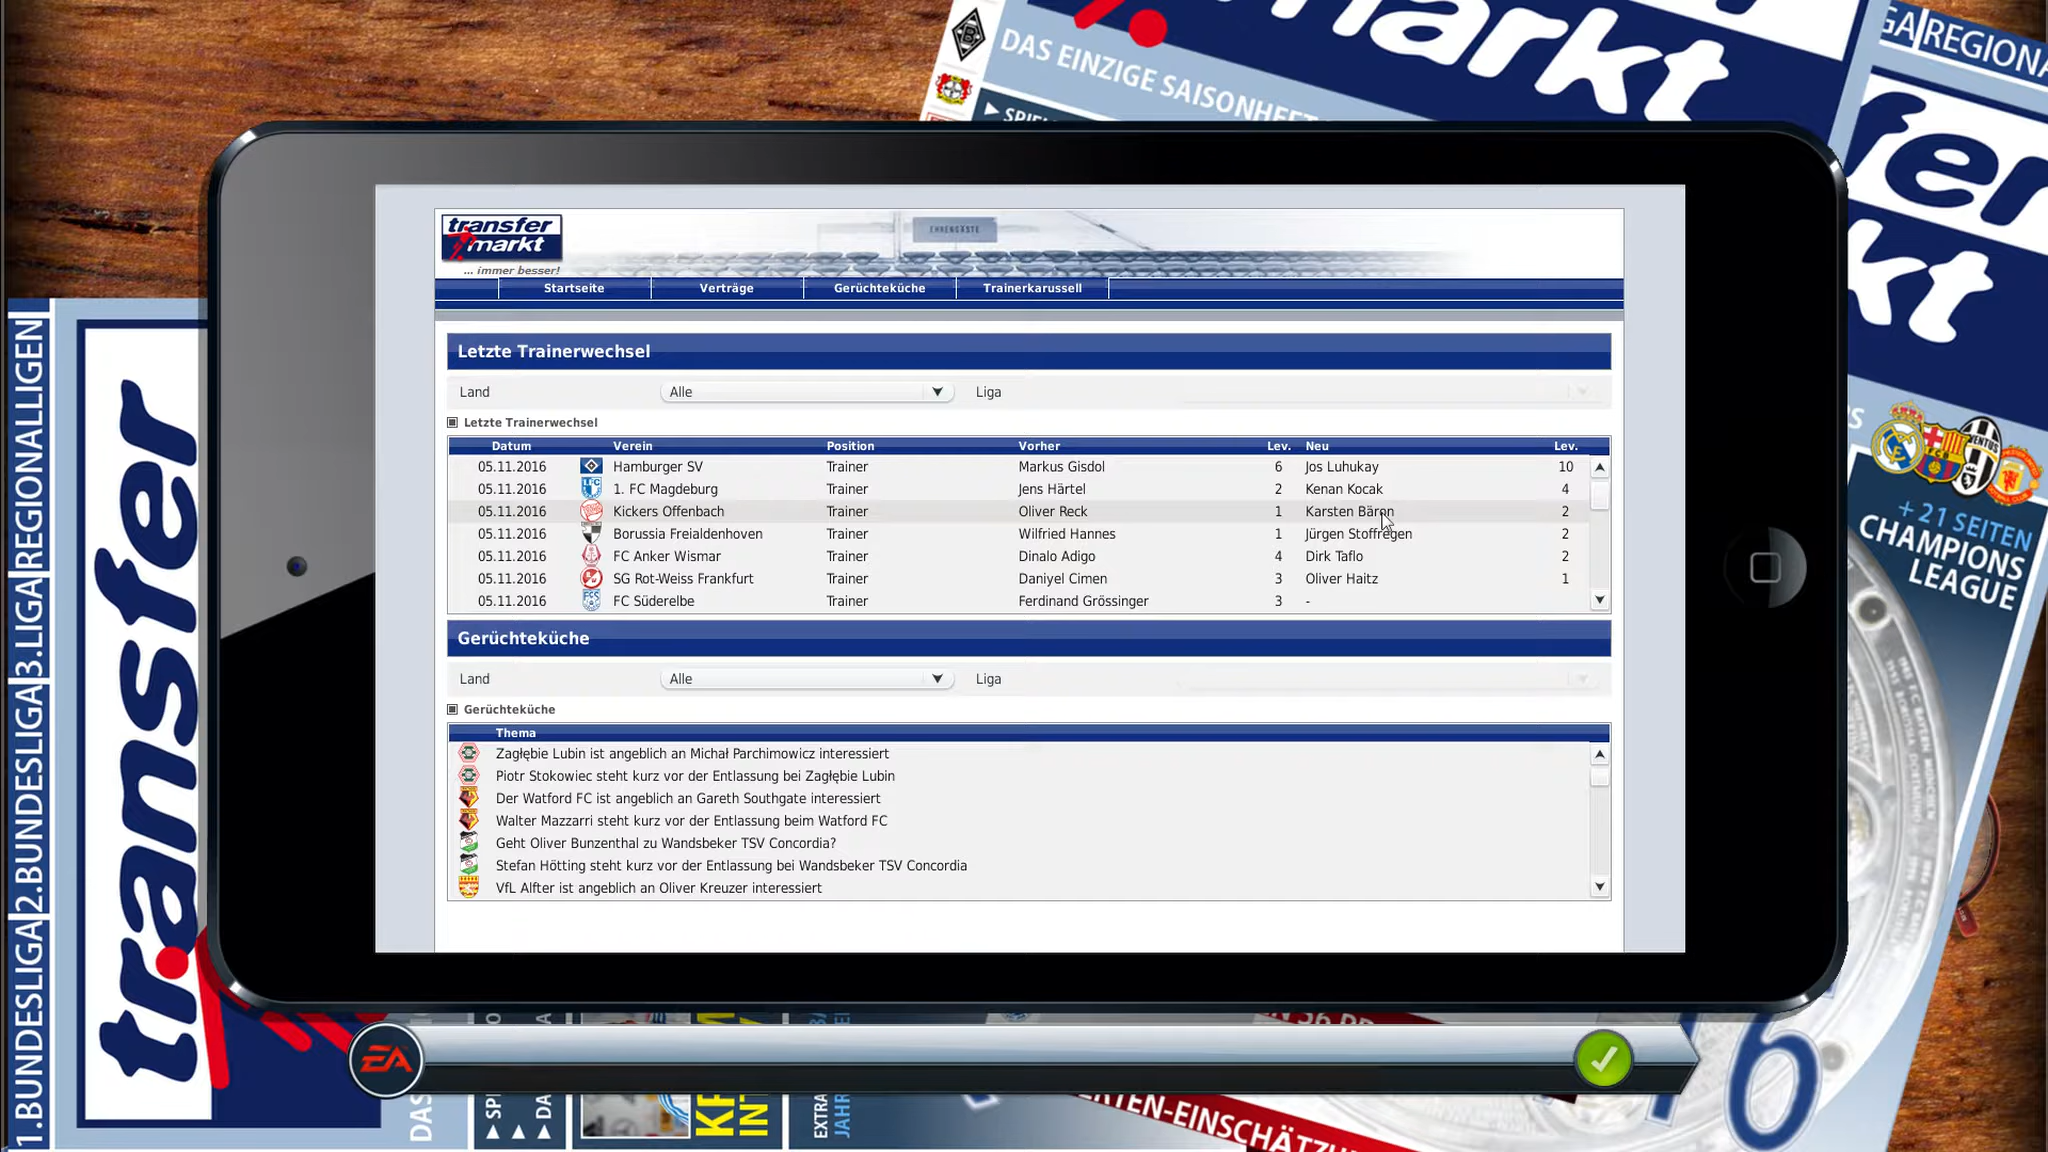 DAS EINZIGE SAISONHEFT
markt
transfer
markt
... immer besser!
EHRENGÄSTE
Startseite Verträge Gerüchteküche Trainerkarussell
Letzte Trainerwechsel
Land Alle Liga
Letzte Trainerwechsel
Datum Verein Position Vorher Lev. Neu Lev.
05.11.2016 Hamburger SV Trainer Markus Gisdol 6 Jos Luhukay 10
05.11.2016 1. FC Magdeburg Trainer Jens Härtel 2 Kenan Kocak 4
05.11.2016 Kickers Offenbach Trainer Oliver Reck 1 Karsten Bäron 2
05.11.2016 Borussia Freialdenhoven Trainer Wilfried Hannes 1 Jürgen Stoffregen 2
05.11.2016 FC Anker Wismar Trainer Dinalo Adigo 4 Dirk Taflo 2
05.11.2016 SG Rot-Weiss Frankfurt Trainer Daniyel Cimen 3 Oliver Haitz 1
05.11.2016 FC Süderelbe Trainer Ferdinand Grössinger 3 -
Gerüchteküche
Land Alle Liga
Gerüchteküche
Thema
Zagłębie Lubin ist angeblich an Michał Parchimowicz interessiert
Piotr Stokowiec steht kurz vor der Entlassung bei Zagłębie Lubin
Der Watford FC ist angeblich an Gareth Southgate interessiert
Walter Mazzarri steht kurz vor der Entlassung beim Watford FC
Geht Oliver Bunzenthal zu Wandsbeker TSV Concordia?
Stefan Hötting steht kurz vor der Entlassung bei Wandsbeker TSV Concordia
VfL Alfter ist angeblich an Oliver Kreuzer interessiert
1.BUNDESLIGA 2.BUNDESLIGA 3.LIGA REGIONALLIGEN
transfer
+ 21 SEITEN
CHAMPIONS
LEAGUE
EA
DAS
EXTRA
16